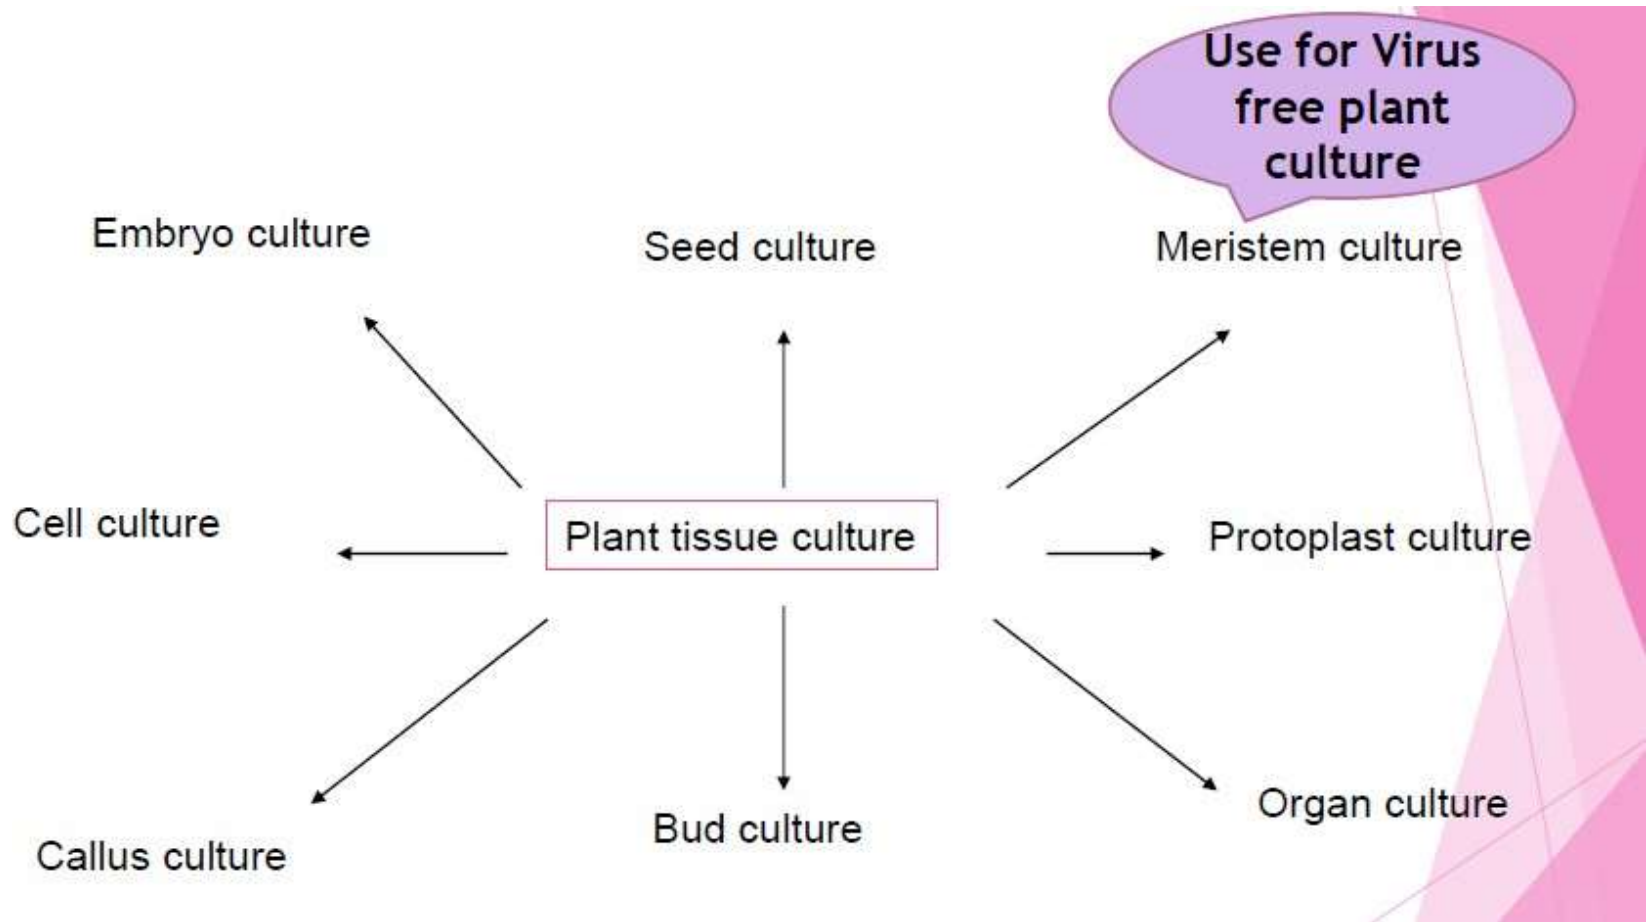 Use for Virus
free plant
culture
Embryo culture
Seed culture
Meristem culture
Cell culture
Plant tissue culture
Protoplast culture
Callus culture
Bud culture
Organ culture